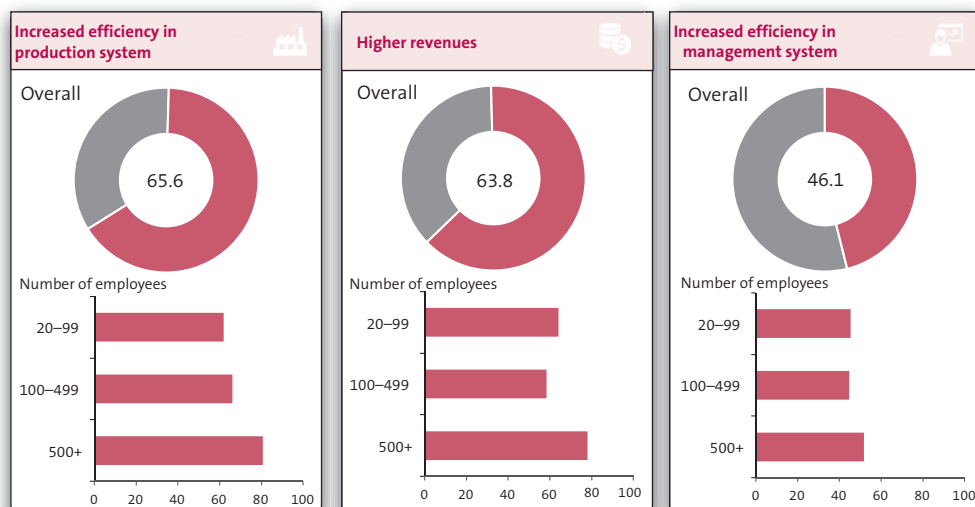 Increased efficiency in
production system
Overall
65.6
Number of employees
20–99
100–499
500+
0 20 40 60 80 100
Higher revenues
Overall
63.8
Number of employees
20–99
100–499
500+
0 20 40 60 80 100
Increased efficiency in
management system
Overall
46.1
Number of employees
20–99
100–499
500+
0 20 40 60 80 100